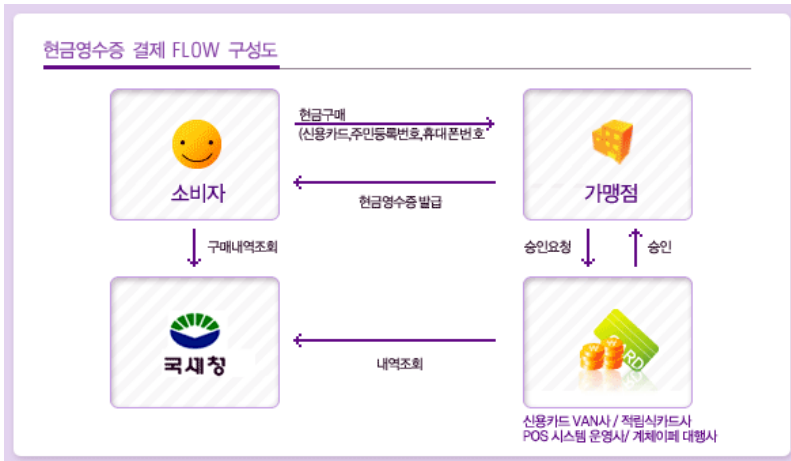 현금영수증 결제 FLOW 구성도
현금구매
(신용카드,주민등록번호,휴대폰번호
소비자
가맹점
현금영수증 발급
구매내역조회
승인요청
승인
국세청
CARD
내역조회
신용카드 VAN사 / 적립식카드사
POS 시스템 운영사/ 계체이페 대행사